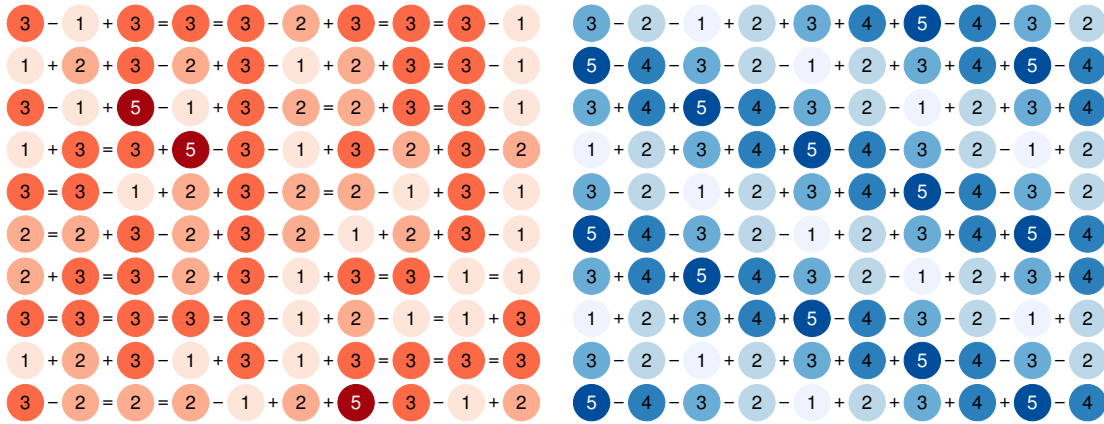 3 − 1 + 3 = 3 = 3 − 2 + 3 = 3 = 3 − 1
1 + 2 + 3 − 2 + 3 − 1 + 2 + 3 = 3 − 1
3 − 1 + 5 − 1 + 3 − 2 = 2 + 3 = 3 − 1
1 + 3 = 3 + 5 − 3 − 1 + 3 − 2 + 3 − 2
3 = 3 − 1 + 2 + 3 − 2 = 2 − 1 + 3 − 1
2 = 2 + 3 − 2 + 3 − 2 − 1 + 2 + 3 − 1
2 + 3 = 3 − 2 + 3 − 1 + 3 = 3 − 1 = 1
3 = 3 = 3 = 3 = 3 − 1 + 2 − 1 = 1 + 3
1 + 2 + 3 − 1 + 3 − 1 + 3 = 3 = 3 = 3
3 − 2 = 2 = 2 − 1 + 2 + 5 − 3 − 1 + 2
3 − 2 − 1 + 2 + 3 + 4 + 5 − 4 − 3 − 2
5 − 4 − 3 − 2 − 1 + 2 + 3 + 4 + 5 − 4
3 + 4 + 5 − 4 − 3 − 2 − 1 + 2 + 3 + 4
1 + 2 + 3 + 4 + 5 − 4 − 3 − 2 − 1 + 2
3 − 2 − 1 + 2 + 3 + 4 + 5 − 4 − 3 − 2
5 − 4 − 3 − 2 − 1 + 2 + 3 + 4 + 5 − 4
3 + 4 + 5 − 4 − 3 − 2 − 1 + 2 + 3 + 4
1 + 2 + 3 + 4 + 5 − 4 − 3 − 2 − 1 + 2
3 − 2 − 1 + 2 + 3 + 4 + 5 − 4 − 3 − 2
5 − 4 − 3 − 2 − 1 + 2 + 3 + 4 + 5 − 4